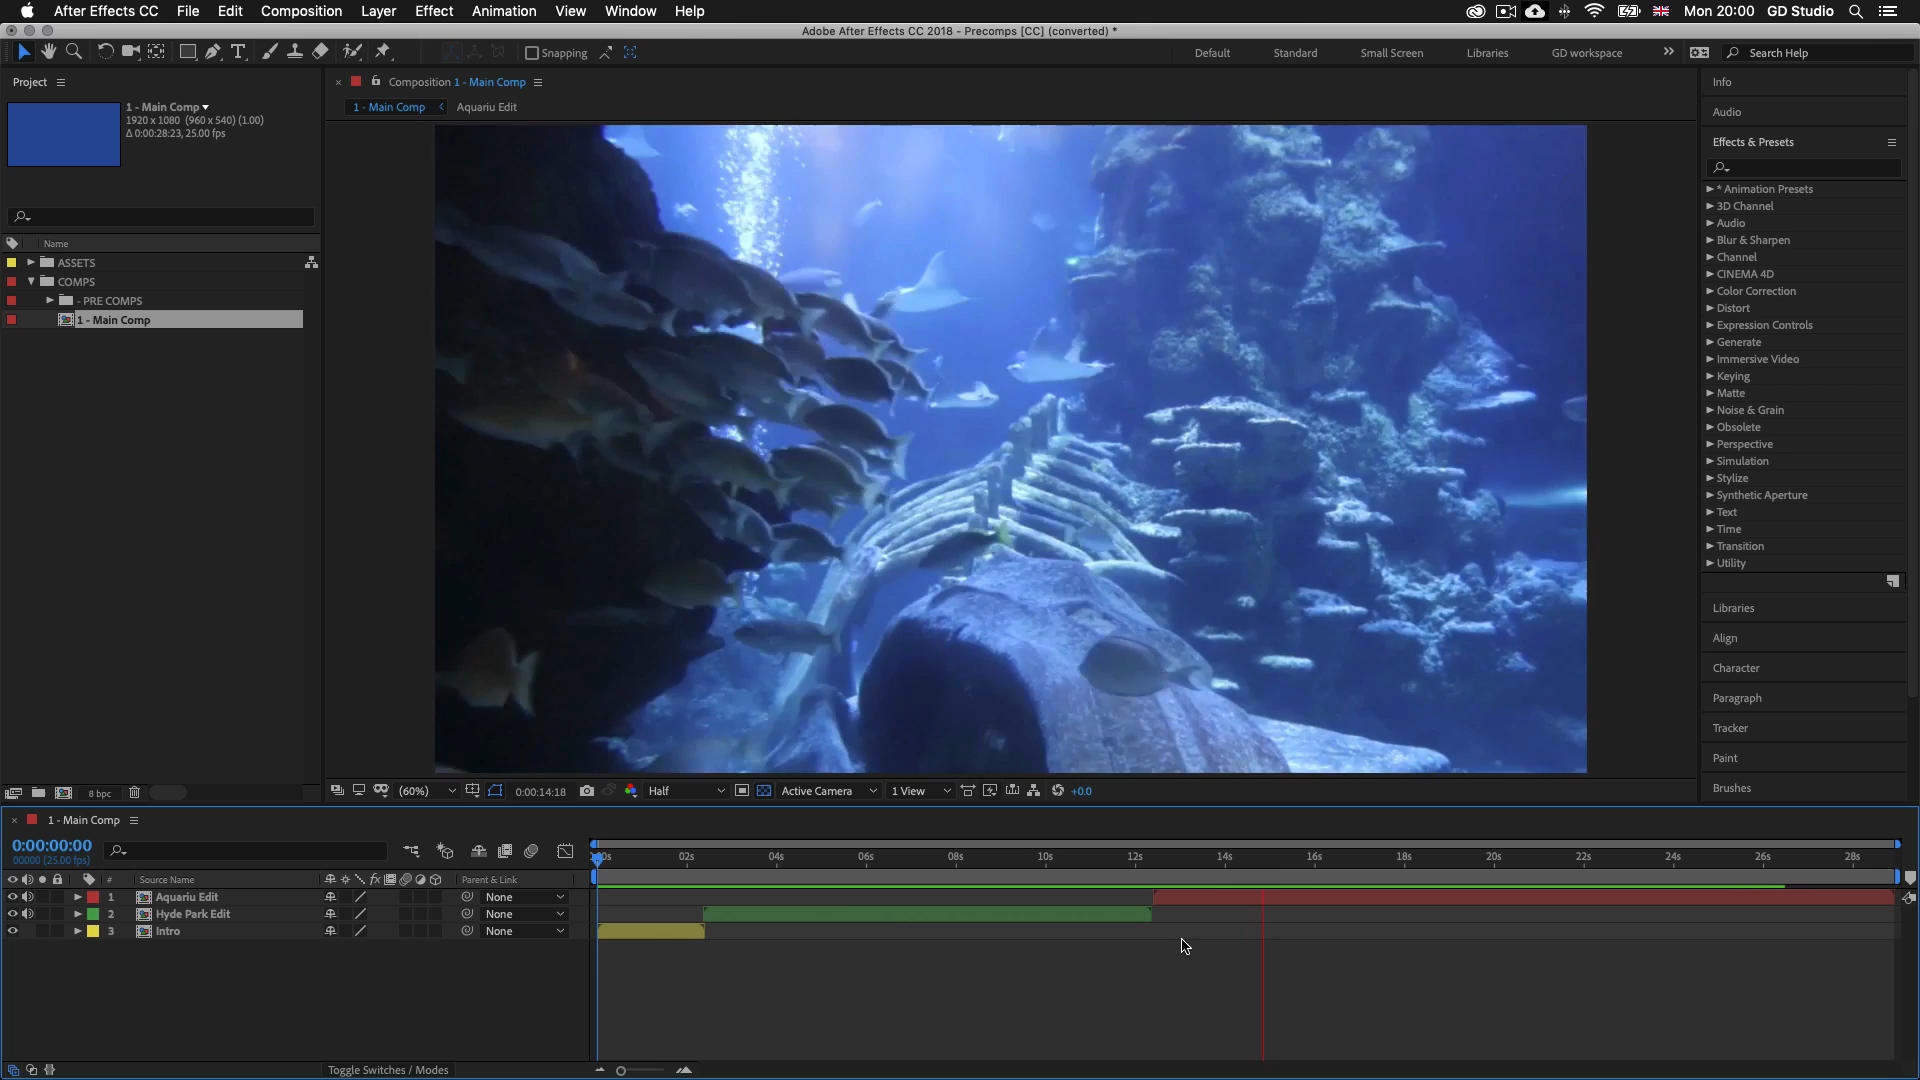 After Effects CC File Edit Composition Layer Effect Animation View Window Help Mon 20:00 GD Studio
Adobe After Effects CC 2018 - Precomps [CC] (converted) *
Snapping Default Standard Small Screen Libraries GD workspace Search Help
Project
1 - Main Comp
1920 x 1080 (960 x 540) (1.00)
Δ 0:00:28:23, 25.00 fps
Name
ASSETS
COMPS
- PRE COMPS
1 - Main Comp
8 bpc
Composition 1 - Main Comp
1 - Main Comp Aquariu Edit
(60%) 0:00:14:18 Half Active Camera 1 View +0.0
Info
Audio
Effects & Presets
* Animation Presets
3D Channel
Audio
Blur & Sharpen
Channel
CINEMA 4D
Color Correction
Distort
Expression Controls
Generate
Immersive Video
Keying
Matte
Noise & Grain
Obsolete
Perspective
Simulation
Stylize
Synthetic Aperture
Text
Time
Transition
Utility
Libraries
Align
Character
Paragraph
Tracker
Paint
Brushes
1 - Main Comp
0:00:00:00
00000 (25.00 fps)
02s 04s 06s 08s 10s 12s 14s 16s 18s 20s 22s 24s 26s 28s
# Source Name fx Parent & Link
1 Aquariu Edit None
2 Hyde Park Edit None
3 Intro None
Toggle Switches / Modes